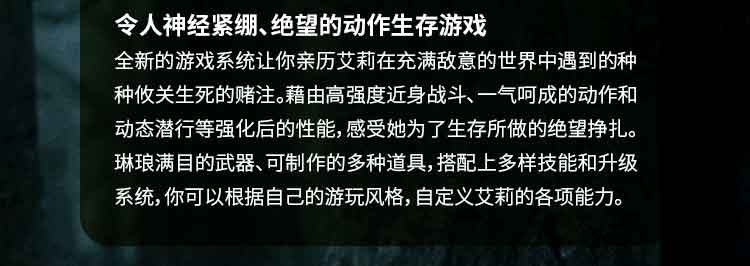 令人神经紧绷、绝望的动作生存游戏
全新的游戏系统让你亲历艾莉在充满敌意的世界中遇到的种
种攸关生死的赌注。藉由高强度近身战斗、一气呵成的动作和
动态潜行等强化后的性能，感受她为了生存所做的绝望挣扎。
琳琅满目的武器、可制作的多种道具，搭配上多样技能和升级
系统，你可以根据自己的游玩风格，自定义艾莉的各项能力。